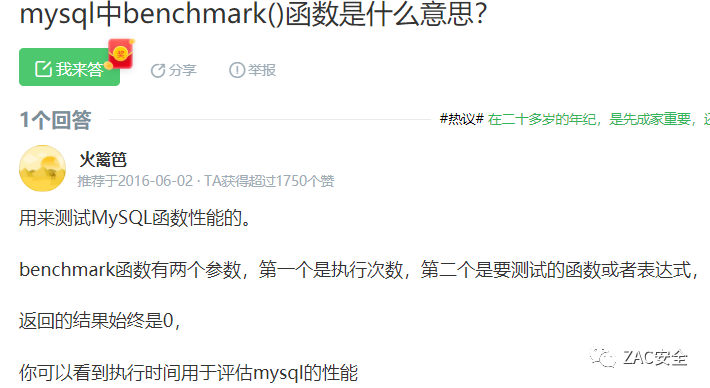 mysql中benchmark()函数是什么意思?
我来答
奖
分享
举报
1个回答
#热议# 在二十多岁的年纪，是先成家重要，
火篱笆
推荐于2016-06-02 · TA获得超过1750个赞
用来测试MySQL函数性能的。
benchmark函数有两个参数，第一个是执行次数，第二个是要测试的函数或者表达式，
返回的结果始终是0，
你可以看到执行时间用于评估mysql的性能
ZAC安全